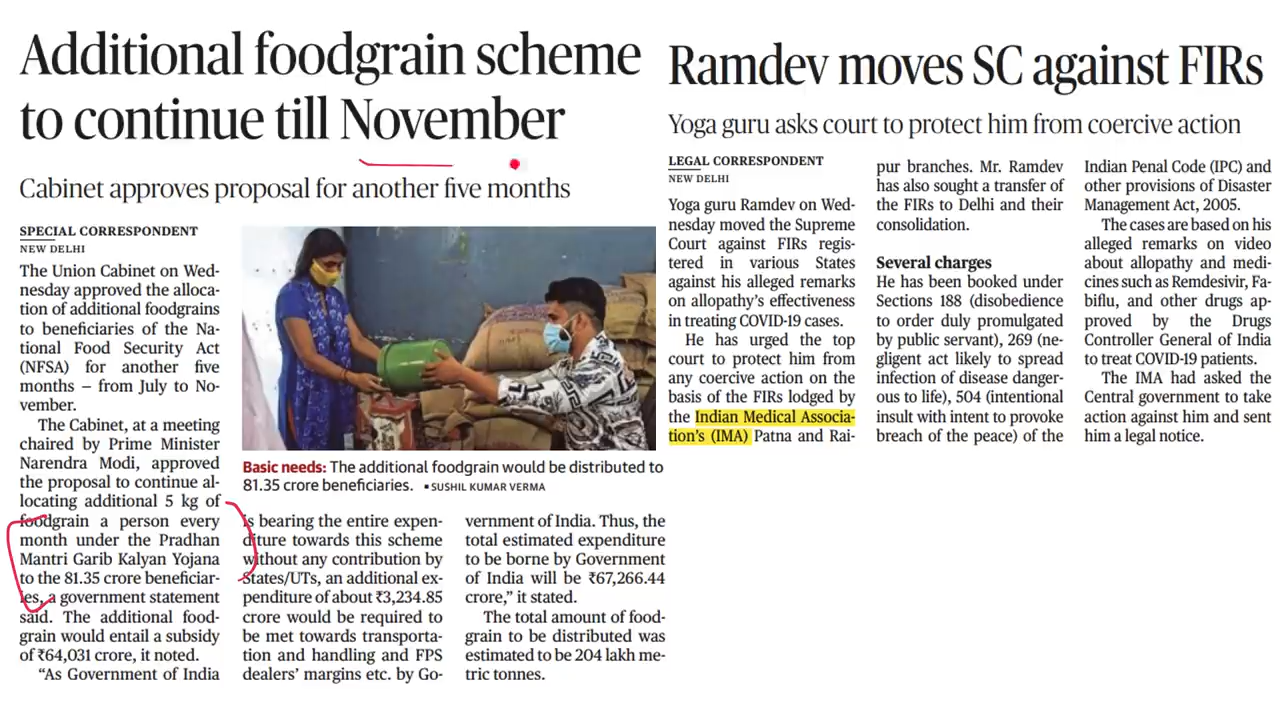 Additional foodgrain scheme
to continue till November
Cabinet approves proposal for another five months
SPECIAL CORRESPONDENT
NEW DELHI
The Union Cabinet on Wed-
nesday approved the alloca-
tion of additional foodgrains
to beneficiaries of the Na-
tional Food Security Act
(NFSA) for another five
months – from July to No-
vember.
The Cabinet, at a meeting
chaired by Prime Minister
Narendra Modi, approved
the proposal to continue al-
locating additional 5 kg of
foodgrain a person every
month under the Pradhan
Mantri Garib Kalyan Yojana
to the 81.35 crore beneficiar-
ies, a government statement
said. The additional food-
grain would entail a subsidy
of ₹64,031 crore, it noted.
“As Government of India
Basic needs: The additional foodgrain would be distributed to
81.35 crore beneficiaries. ▪ SUSHIL KUMAR VERMA
is bearing the entire expen-
diture towards this scheme
without any contribution by
States/UTs, an additional ex-
penditure of about ₹3,234.85
crore would be required to
be met towards transporta-
tion and handling and FPS
dealers’ margins etc. by Go-
vernment of India. Thus, the
total estimated expenditure
to be borne by Government
of India will be ₹67,266.44
crore,” it stated.
The total amount of food-
grain to be distributed was
estimated to be 204 lakh me-
tric tonnes.
Ramdev moves SC against FIRs
Yoga guru asks court to protect him from coercive action
LEGAL CORRESPONDENT
NEW DELHI
Yoga guru Ramdev on Wed-
nesday moved the Supreme
Court against FIRs regis-
tered in various States
against his alleged remarks
on allopathy’s effectiveness
in treating COVID-19 cases.
He has urged the top
court to protect him from
any coercive action on the
basis of the FIRs lodged by
the Indian Medical Associa-
tion’s (IMA) Patna and Rai-
pur branches. Mr. Ramdev
has also sought a transfer of
the FIRs to Delhi and their
consolidation.
Several charges
He has been booked under
Sections 188 (disobedience
to order duly promulgated
by public servant), 269 (ne-
gligent act likely to spread
infection of disease danger-
ous to life), 504 (intentional
insult with intent to provoke
breach of the peace) of the
Indian Penal Code (IPC) and
other provisions of Disaster
Management Act, 2005.
The cases are based on his
alleged remarks on video
about allopathy and medi-
cines such as Remdesivir, Fa-
biflu, and other drugs ap-
proved by the Drugs
Controller General of India
to treat COVID-19 patients.
The IMA had asked the
Central government to take
action against him and sent
him a legal notice.